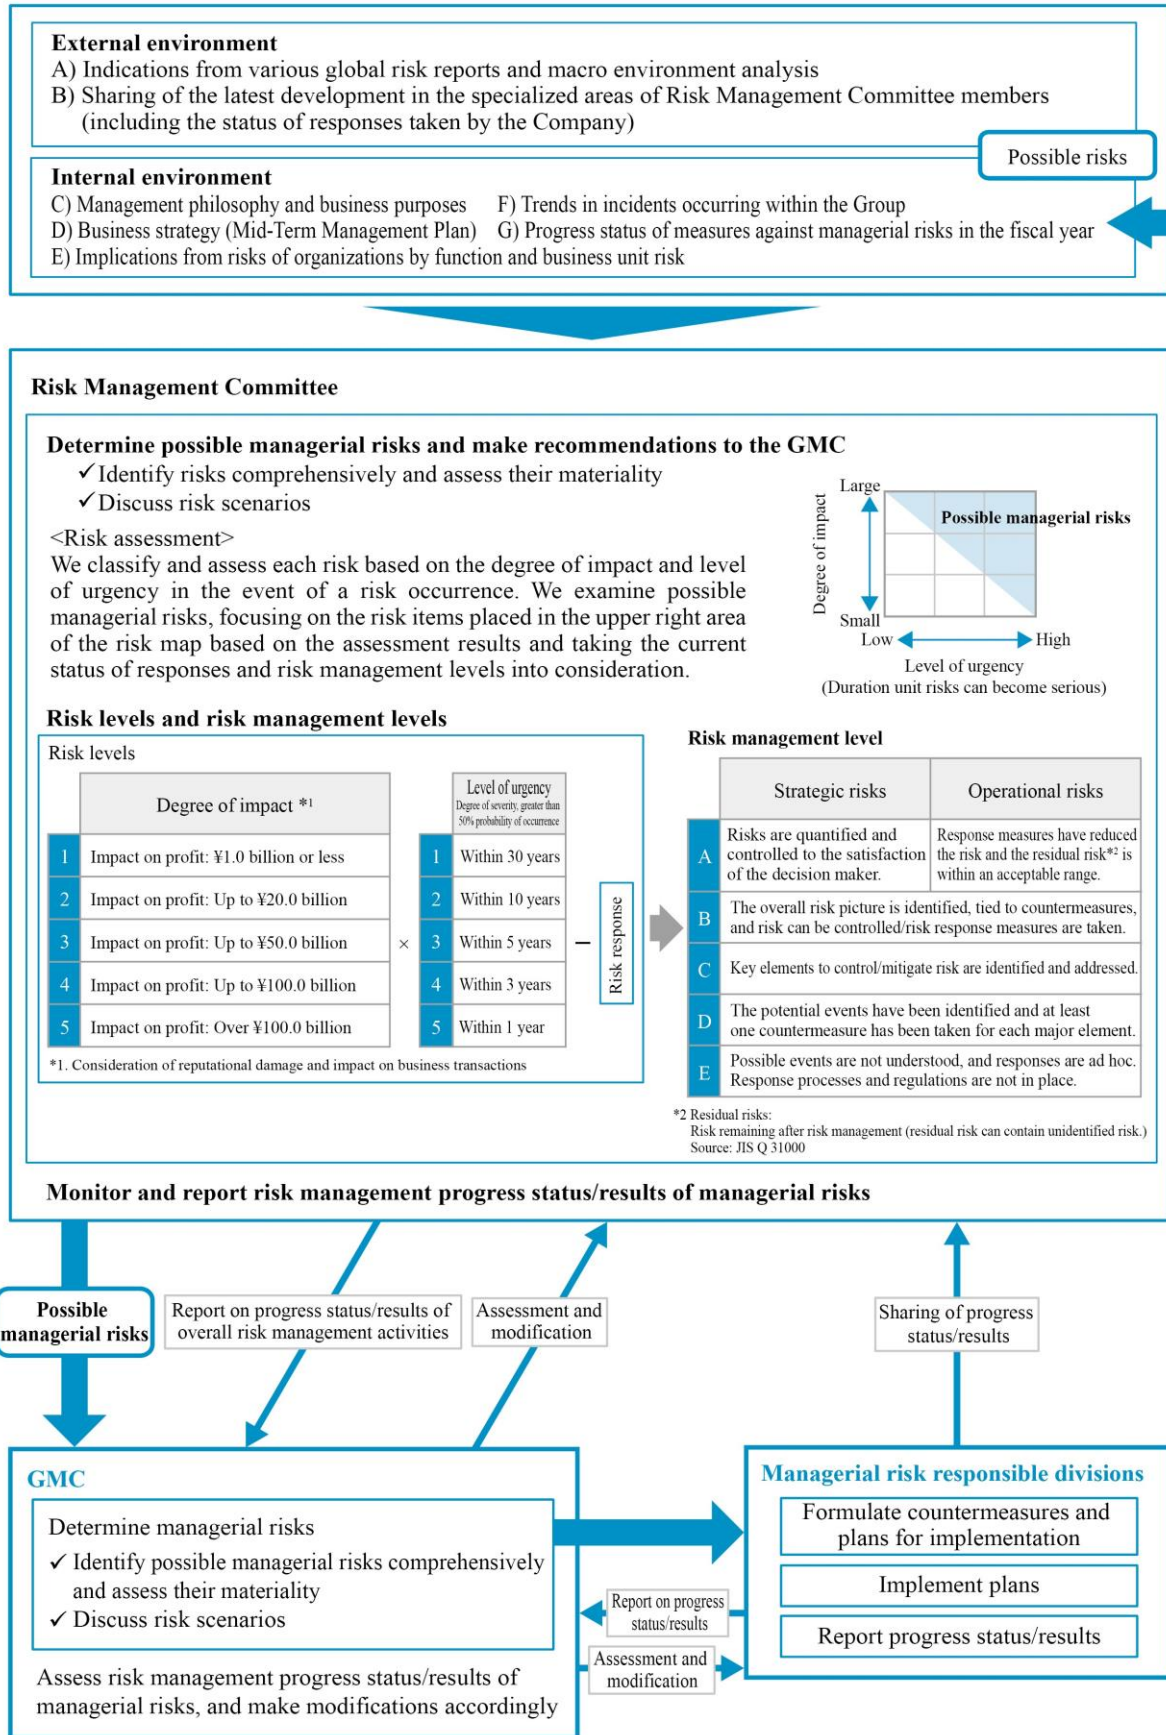 External environment
A) Indications from various global risk reports and macro environment analysis
B) Sharing of the latest development in the specialized areas of Risk Management Committee members
(including the status of responses taken by the Company)
Possible risks
Internal environment
C) Management philosophy and business purposes
F) Trends in incidents occurring within the Group
D) Business strategy (Mid-Term Management Plan)
G) Progress status of measures against managerial risks in the fiscal year
E) Implications from risks of organizations by function and business unit risk
Risk Management Committee
Determine possible managerial risks and make recommendations to the GMC
✓Identify risks comprehensively and assess their materiality
✓Discuss risk scenarios
<Risk assessment>
We classify and assess each risk based on the degree of impact and level
of urgency in the event of a risk occurrence. We examine possible
managerial risks, focusing on the risk items placed in the upper right area
of the risk map based on the assessment results and taking the current
status of responses and risk management levels into consideration.
Degree of impact
Large
Possible managerial risks
Small
Low
High
Level of urgency
(Duration unit risks can become serious)
Risk levels and risk management levels
Risk levels
Degree of impact *1
1 Impact on profit: ¥1.0 billion or less
2 Impact on profit: Up to ¥20.0 billion
3 Impact on profit: Up to ¥50.0 billion
4 Impact on profit: Up to ¥100.0 billion
5 Impact on profit: Over ¥100.0 billion
×
Level of urgency
Degree of severity, greater than
50% probability of occurrence
1 Within 30 years
2 Within 10 years
3 Within 5 years
4 Within 3 years
5 Within 1 year
–
Risk response
*1. Consideration of reputational damage and impact on business transactions
Risk management level
Strategic risks
Operational risks
A
Risks are quantified and
controlled to the satisfaction
of the decision maker.
Response measures have reduced
the risk and the residual risk*2 is
within an acceptable range.
B
The overall risk picture is identified, tied to countermeasures,
and risk can be controlled/risk response measures are taken.
C
Key elements to control/mitigate risk are identified and addressed.
D
The potential events have been identified and at least
one countermeasure has been taken for each major element.
E
Possible events are not understood, and responses are ad hoc.
Response processes and regulations are not in place.
*2 Residual risks:
Risk remaining after risk management (residual risk can contain unidentified risk.)
Source: JIS Q 31000
Monitor and report risk management progress status/results of managerial risks
Possible
managerial risks
Report on progress status/results of
overall risk management activities
Assessment and
modification
Sharing of progress
status/results
GMC
Determine managerial risks
✓ Identify possible managerial risks comprehensively
and assess their materiality
✓ Discuss risk scenarios
Assess risk management progress status/results of
managerial risks, and make modifications accordingly
Report on progress
status/results
Assessment and
modification
Managerial risk responsible divisions
Formulate countermeasures and
plans for implementation
Implement plans
Report progress status/results